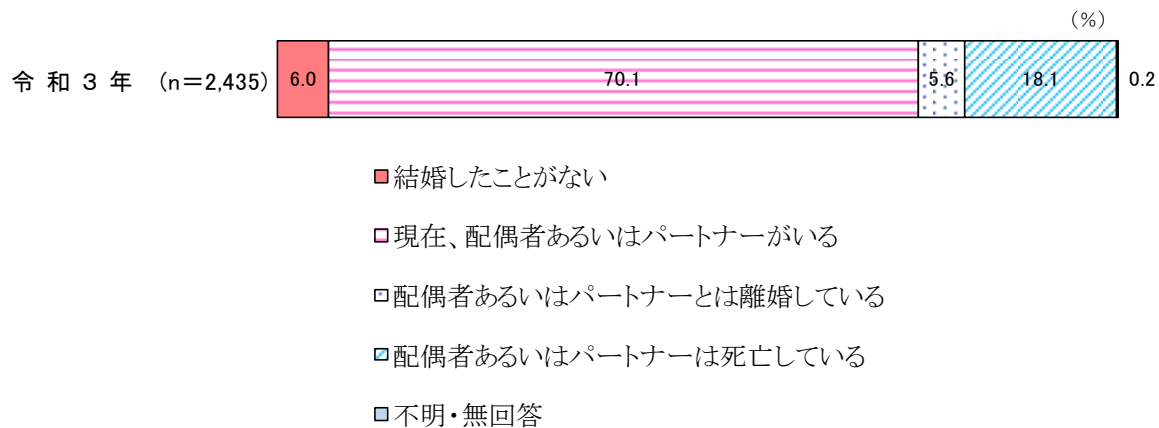 (%)
令和3年 (n=2,435) 6.0 70.1 5.6 18.1 0.2
結婚したことがない
現在、配偶者あるいはパートナーがいる
配偶者あるいはパートナーとは離婚している
配偶者あるいはパートナーは死亡している
不明・無回答